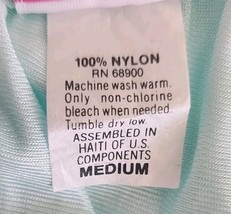 100% NYLON
RN 68900
Machine wash warm.
Only non-chlorine
bleach when needed.
Tumble dry low.
ASSEMBLED IN
HAITI OF U.S.
COMPONENTS
MEDIUM